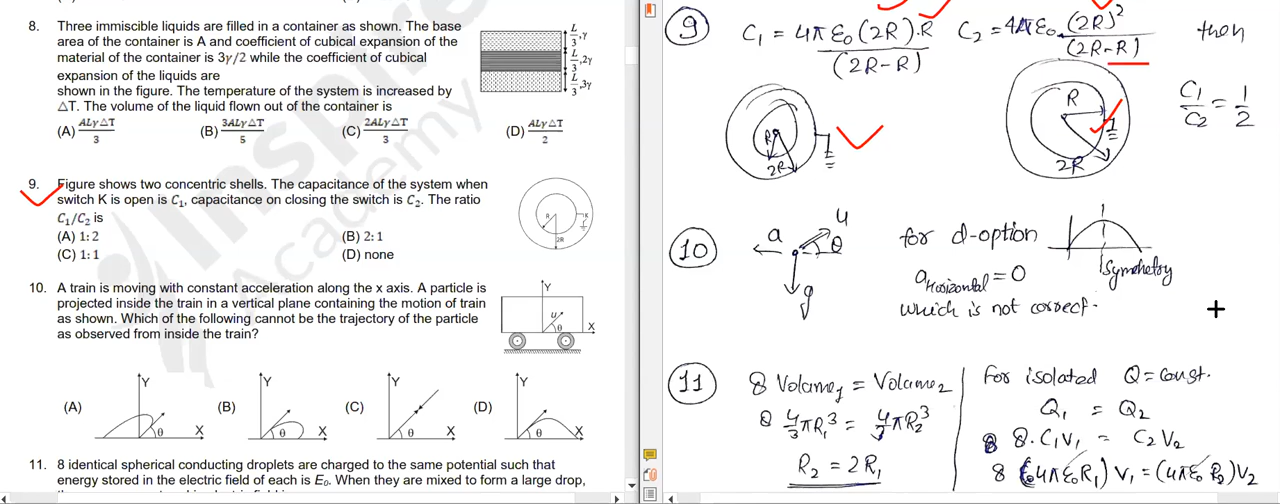 8. Three immiscible liquids are filled in a container as shown. The base
area of the container is A and coefficient of cubical expansion of the
material of the container is 3γ/2 while the coefficient of cubical
expansion of the liquids are
shown in the figure. The temperature of the system is increased by
△T. The volume of the liquid flown out of the container is
(A) ALγ△T/3 (B) 3ALγ△T/5 (C) 2ALγ△T/3 (D) ALγ△T/2
L/3, γ
L/3, 2γ
L/3, 3γ
9. Figure shows two concentric shells. The capacitance of the system when
switch K is open is C₁, capacitance on closing the switch is C₂. The ratio
C₁/C₂ is
(A) 1: 2 (B) 2: 1
(C) 1: 1 (D) none
R K
2R
10. A train is moving with constant acceleration along the x axis. A particle is
projected inside the train in a vertical plane containing the motion of train
as shown. Which of the following cannot be the trajectory of the particle
as observed from inside the train?
Y
u
θ X
(A) Y θ X (B) Y θ X (C) Y X (D) Y θ X
11. 8 identical spherical conducting droplets are charged to the same potential such that
energy stored in the electric field of each is E₀. When they are mixed to form a large drop,
Inspire
Academy
9 C₁ = 4πε₀(2R).R/(2R-R) C₂ = 4πε₀ (2R)²/(2R-R) then
C₁/C₂ = 1/2
R 2R
R 2R
10 a u θ g
for d-option
a Horizontal = 0
which is not correct.
Symmetry
11 8 Volume₁ = Volume₂
8 4/3πR₁³ = 4/3πR₂³
R₂ = 2R₁
For isolated Q = Const.
Q₁ = Q₂
8. C₁V₁ = C₂V₂
8 (4πε₀R₁) V₁ = (4πε₀R₂)V₂